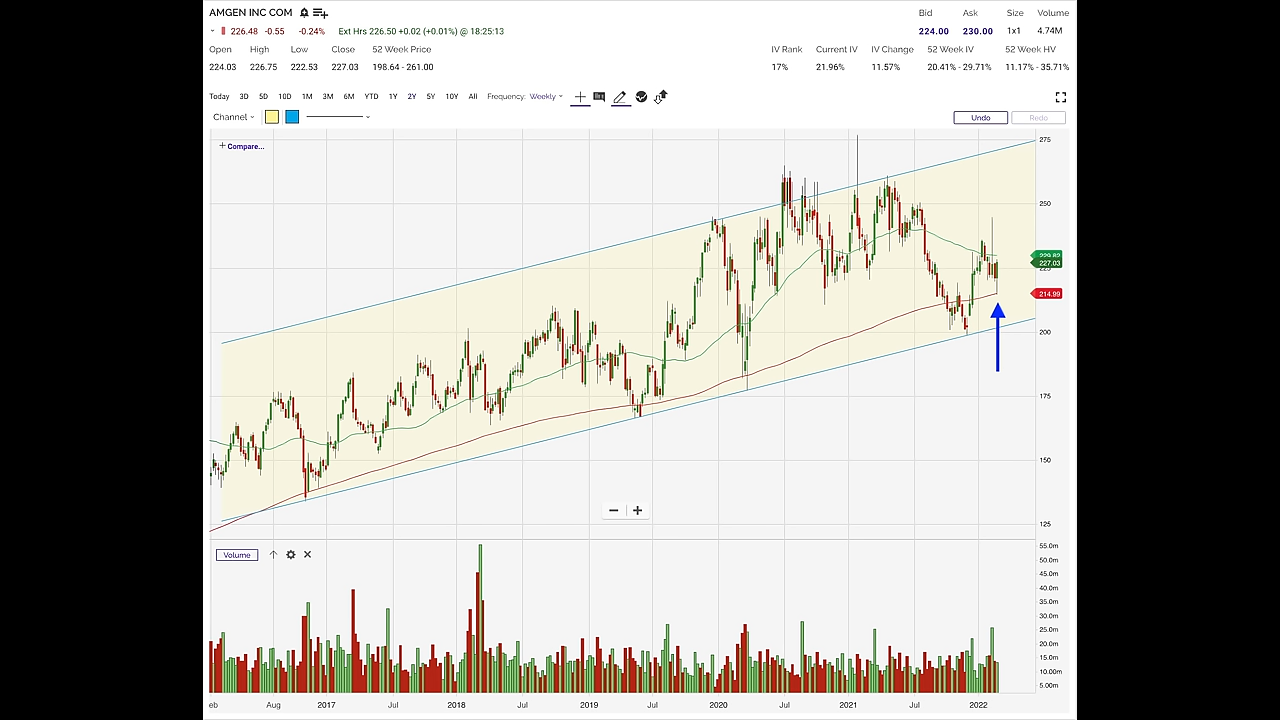 AMGEN INC COM
Bid Ask Size Volume
226.48 -0.55 -0.24% Ext Hrs 226.50 +0.02 (+0.01%) @ 18:25:13
224.00 230.00 1x1 4.74M
Open High Low Close 52 Week Price
IV Rank Current IV IV Change 52 Week IV 52 Week HV
224.03 226.75 222.53 227.03 198.64 - 261.00
17% 21.96% 11.57% 20.41% - 29.71% 11.17% - 35.71%
Today 3D 5D 10D 1M 3M 6M YTD 1Y 2Y 5Y 10Y All Frequency: Weekly
Channel
Undo Redo
+ Compare...
275
250
229.82
227.03
225
214.99
200
175
150
125
Volume
55.0m
50.0m
45.0m
40.0m
35.0m
30.0m
25.0m
20.0m
15.0m
10.00m
5.00m
eb Aug 2017 Jul 2018 Jul 2019 Jul 2020 Jul 2021 Jul 2022